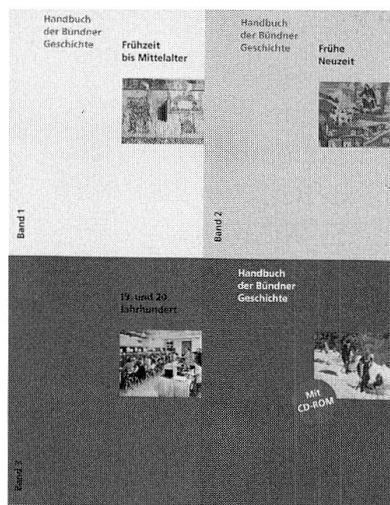 Handbuch
der Bündner
Geschichte
Frühzeit
bis Mittelalter
Band 1
Handbuch
der Bündner
Geschichte
Frühe
Neuzeit
Band 2
19. und 20.
Jahrhundert
Band 3
Handbuch
der Bündner
Geschichte
Mit
CD-ROM